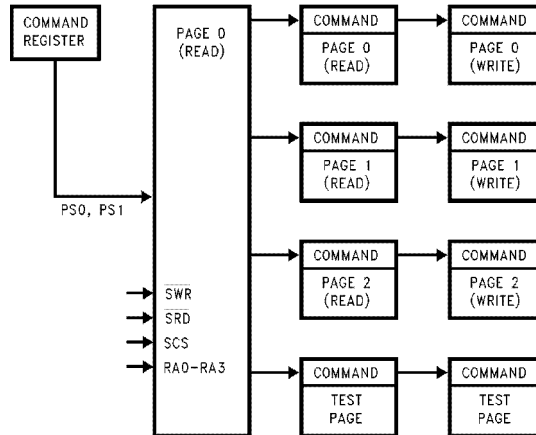 COMMAND
REGISTER
PS0, PS1
PAGE 0
(READ)
SWR
SRD
SCS
RA0-RA3
COMMAND
PAGE 0
(READ)
COMMAND
PAGE 0
(WRITE)
COMMAND
PAGE 1
(READ)
COMMAND
PAGE 1
(WRITE)
COMMAND
PAGE 2
(READ)
COMMAND
PAGE 2
(WRITE)
COMMAND
TEST
PAGE
COMMAND
TEST
PAGE